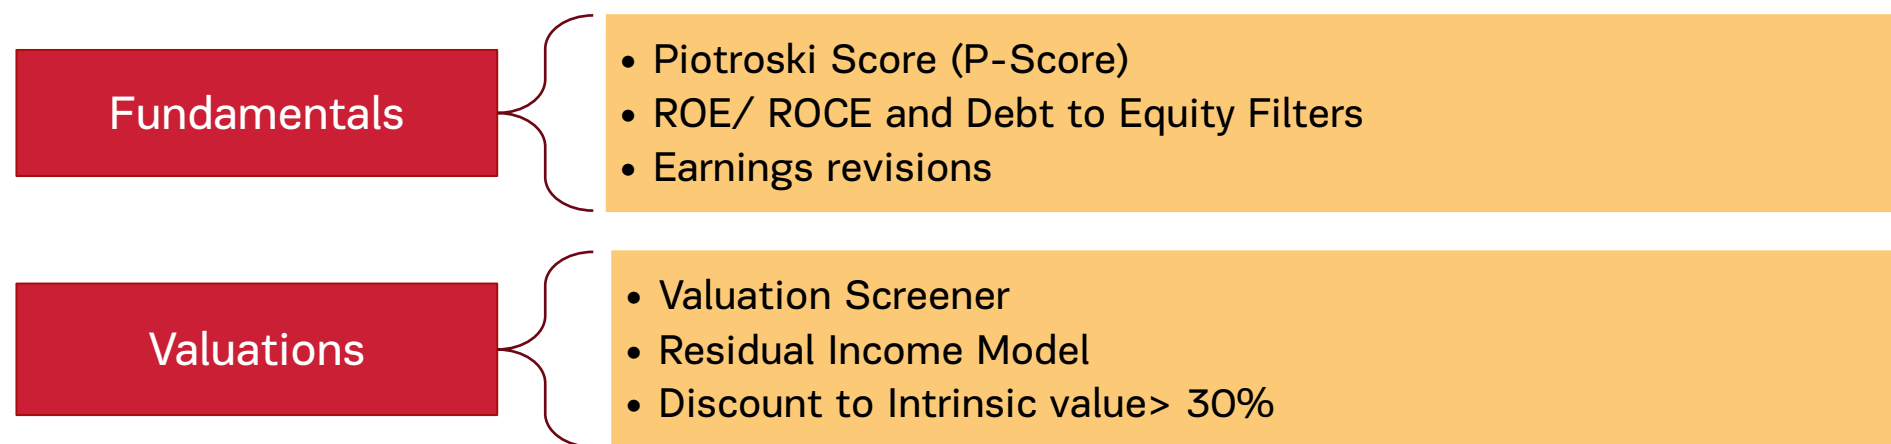 Fundamentals
• Piotroski Score (P-Score)
• ROE/ ROCE and Debt to Equity Filters
• Earnings revisions
Valuations
• Valuation Screener
• Residual Income Model
• Discount to Intrinsic value> 30%